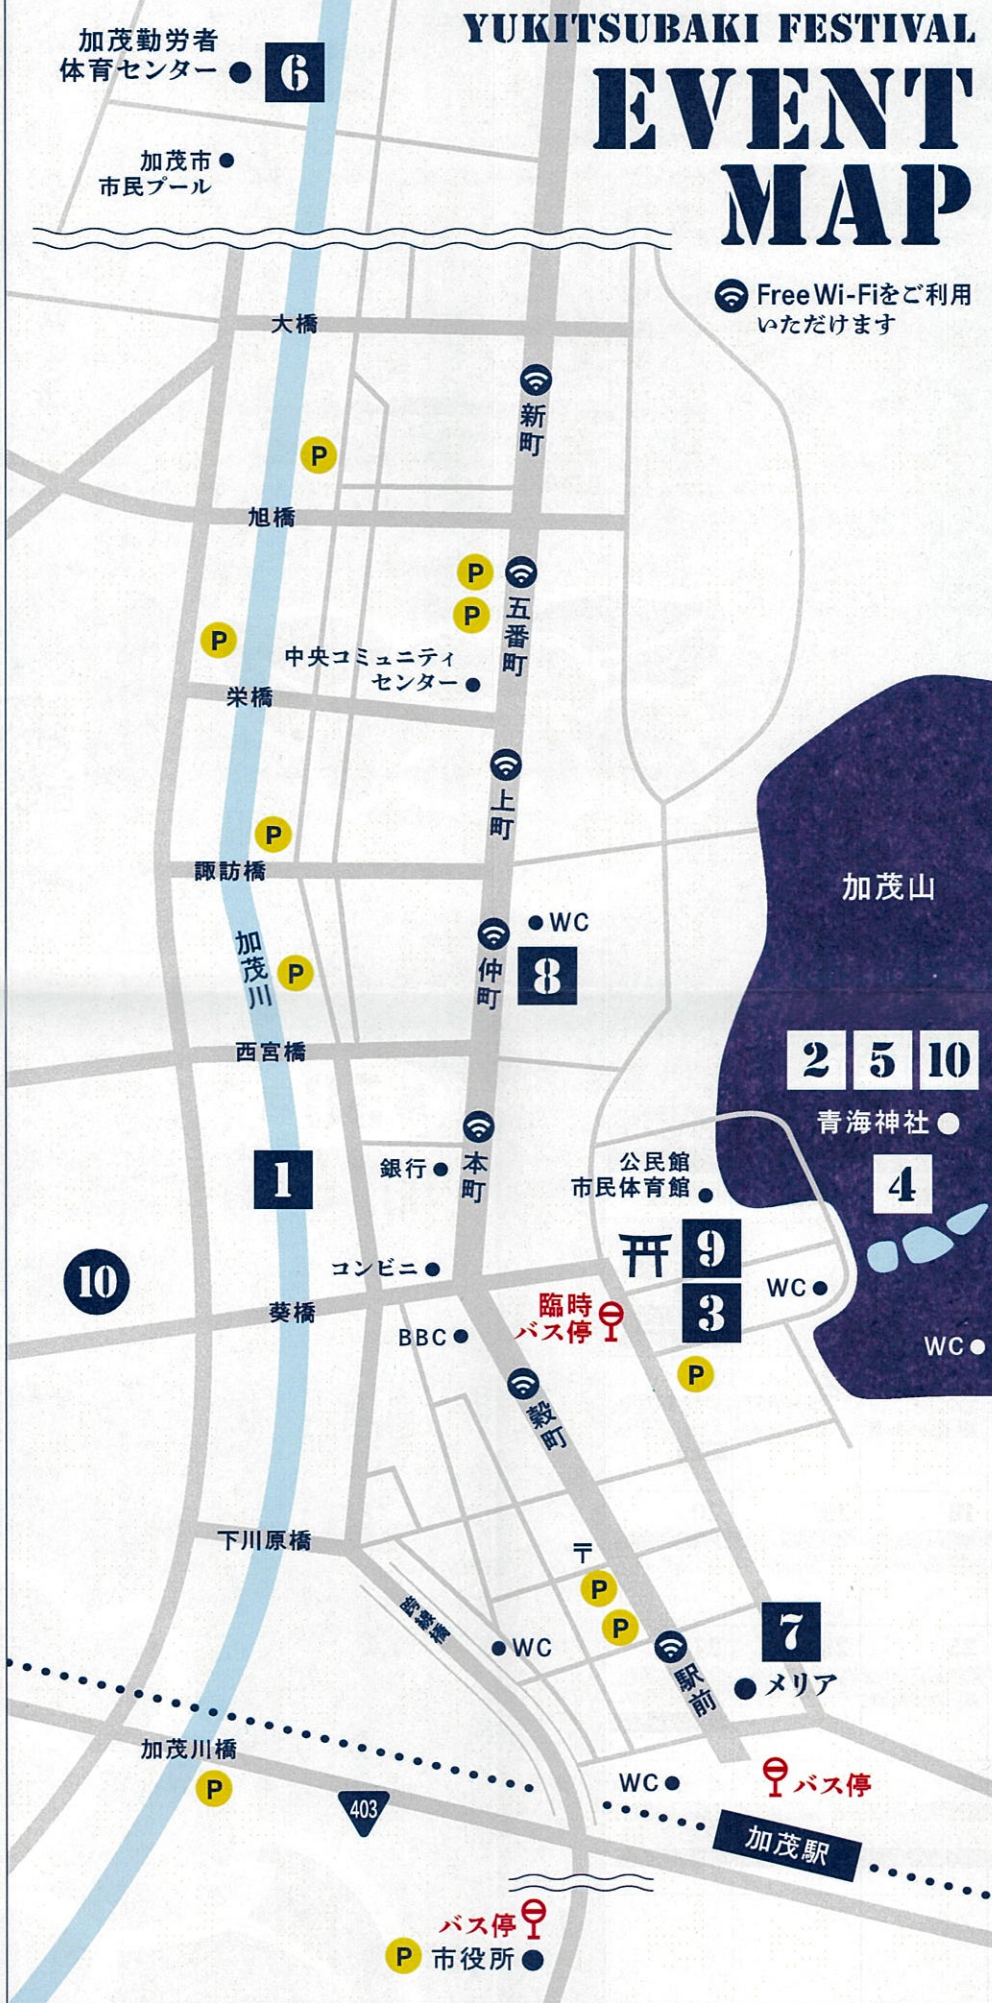 YUKITSUBAKI FESTIVAL
EVENT
MAP
Free Wi-Fiをご利用
いただけます
加茂勤労者
体育センター
6
加茂市
市民プール
大橋
新町
P
旭橋
P
P
五番町
P
中央コミュニティ
センター
栄橋
上町
P
諏訪橋
加茂山
WC
仲町
8
加茂川
P
西宮橋
2
5
10
青海神社
4
本町
銀行
1
公民館
市民体育館
9
3
コンビニ
10
葵橋
臨時
バス停
WC
BBC
WC
P
穀町
下川原橋
〒
P
P
跨線橋
WC
7
駅前
メリア
加茂川橋
P
403
WC
バス停
加茂駅
バス停
P
市役所